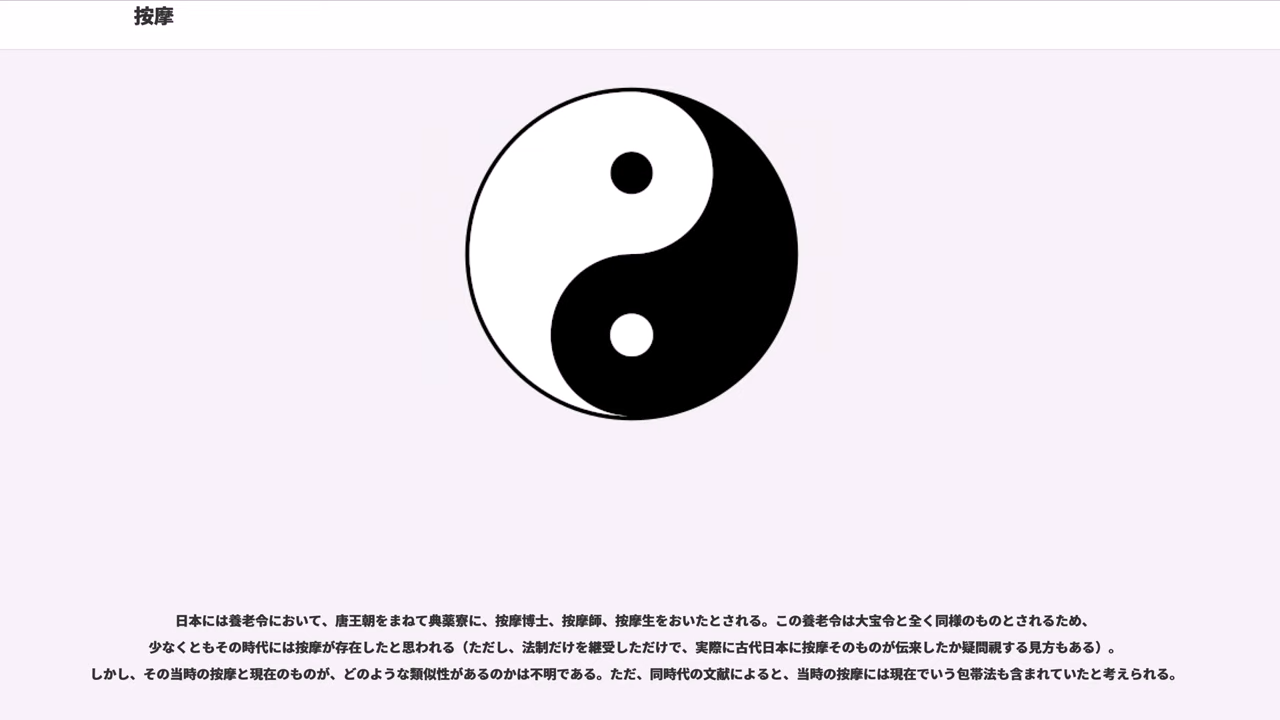 按摩
日本には養老令において、唐王朝をまねて典薬寮に、按摩博士、按摩師、按摩生をおいたとされる。この養老令は大宝令と全く同様のものとされるため、
少なくともその時代には按摩が存在したと思われる（ただし、法制だけを継受しただけで、実際に古代日本に按摩そのものが伝来したか疑問視する見方もある）。
しかし、その当時の按摩と現在のものが、どのような類似性があるのかは不明である。ただ、同時代の文献によると、当時の按摩には現在でいう包帯法も含まれていたと考えられる。